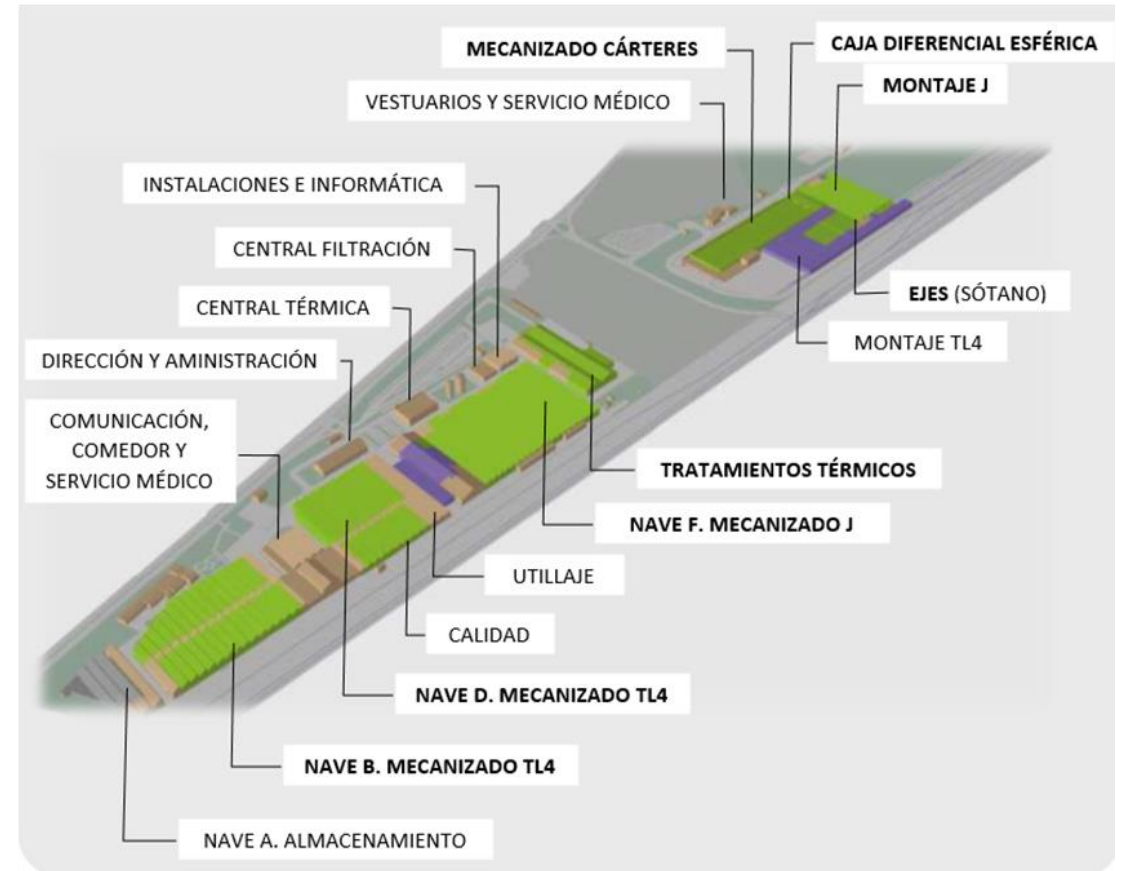 MECANIZADO CÁRTERES
CAJA DIFERENCIAL ESFÉRICA
MONTAJE J
VESTUARIOS Y SERVICIO MÉDICO
INSTALACIONES E INFORMÁTICA
CENTRAL FILTRACIÓN
CENTRAL TÉRMICA
DIRECCIÓN Y AMINISTRACIÓN
COMUNICACIÓN,
COMEDOR Y
SERVICIO MÉDICO
EJES (SÓTANO)
MONTAJE TL4
TRATAMIENTOS TÉRMICOS
NAVE F. MECANIZADO J
UTILLAJE
CALIDAD
NAVE D. MECANIZADO TL4
NAVE B. MECANIZADO TL4
NAVE A. ALMACENAMIENTO